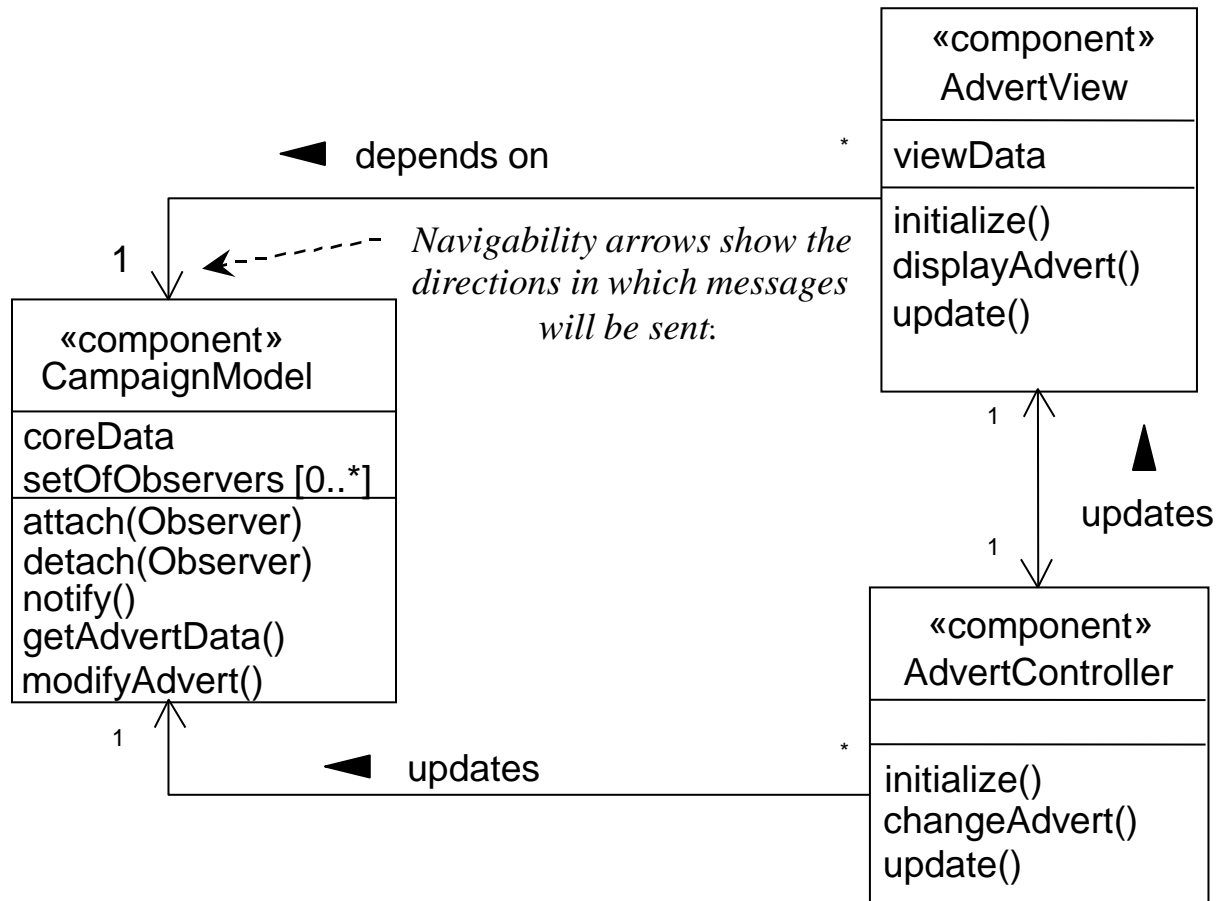 «component»
AdvertView
viewData
initialize()
displayAdvert()
update()
depends on
*
1
Navigability arrows show the
directions in which messages
will be sent.
«component»
CampaignModel
coreData
setOfObservers [0..*]
attach(Observer)
detach(Observer)
notify()
getAdvertData()
modifyAdvert()
1
updates
1
«component»
AdvertController
initialize()
changeAdvert()
update()
1
updates
*